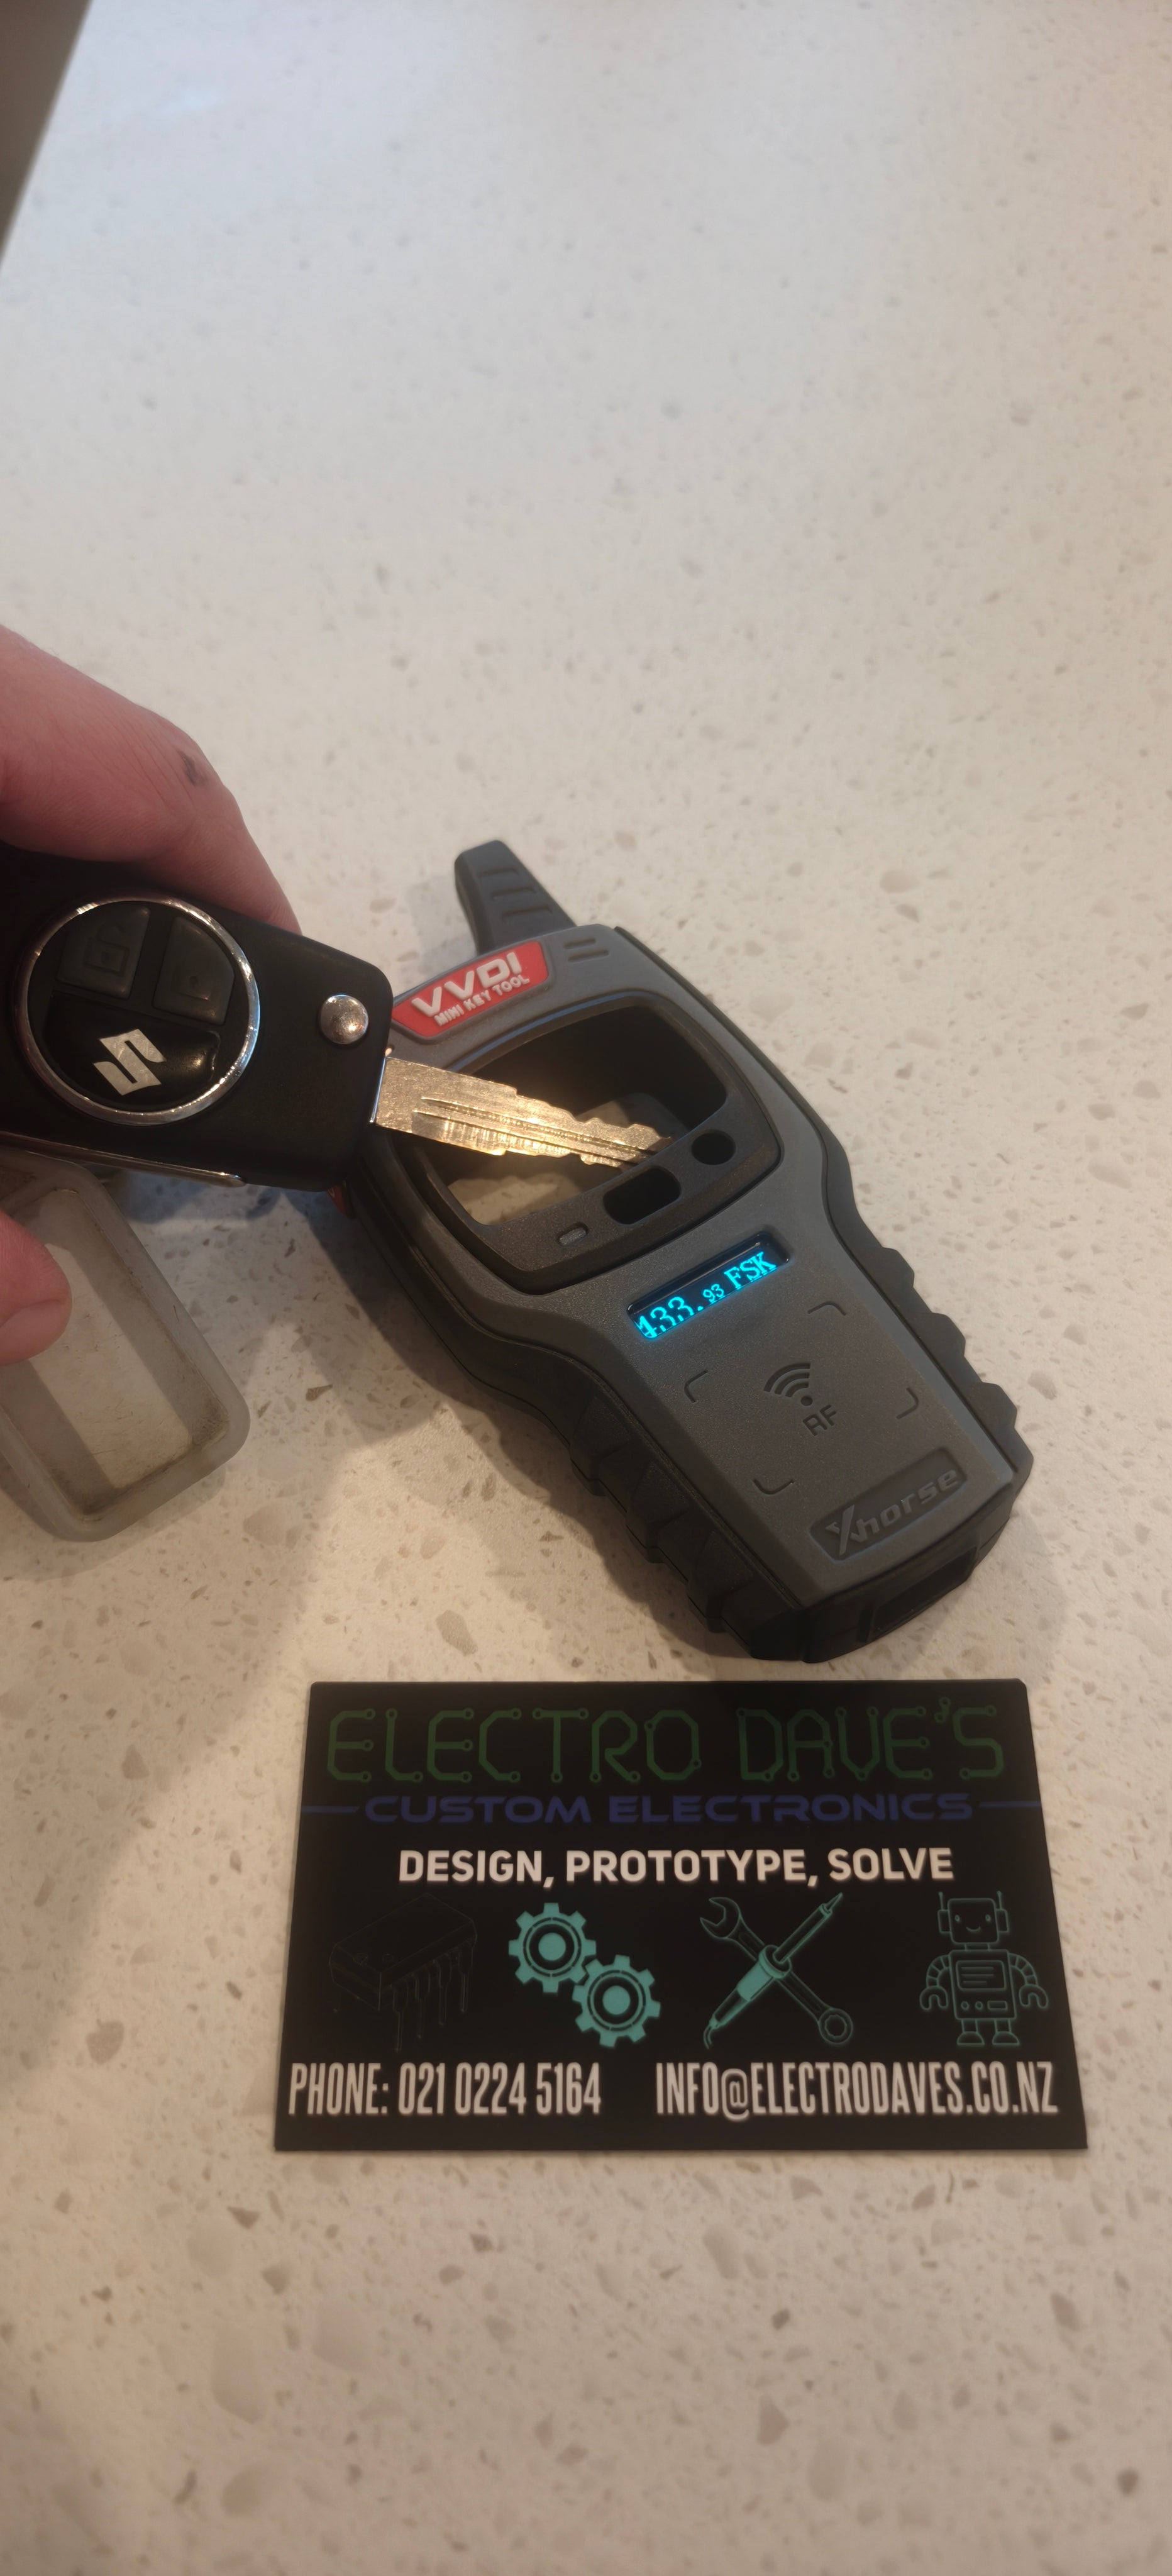 VVDI
MINI KEY TOOL
433.93 FSK
RF
Xhorse
ELECTRO DAVE'S
CUSTOM ELECTRONICS
DESIGN, PROTOTYPE, SOLVE
PHONE: 021 0224 5164 INFO@ELECTRODAVES.CO.NZ